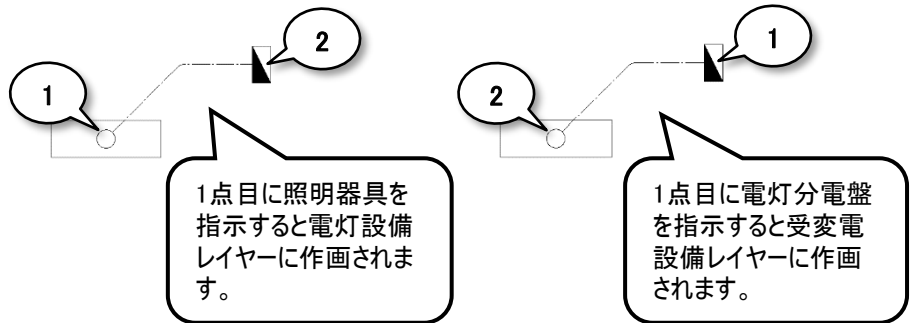 2
1
1
2
1点目に照明器具を
指示すると電灯設備
レイヤーに作画されま
す。
1点目に電灯分電盤
を指示すると受変電
設備レイヤーに作画
されます。